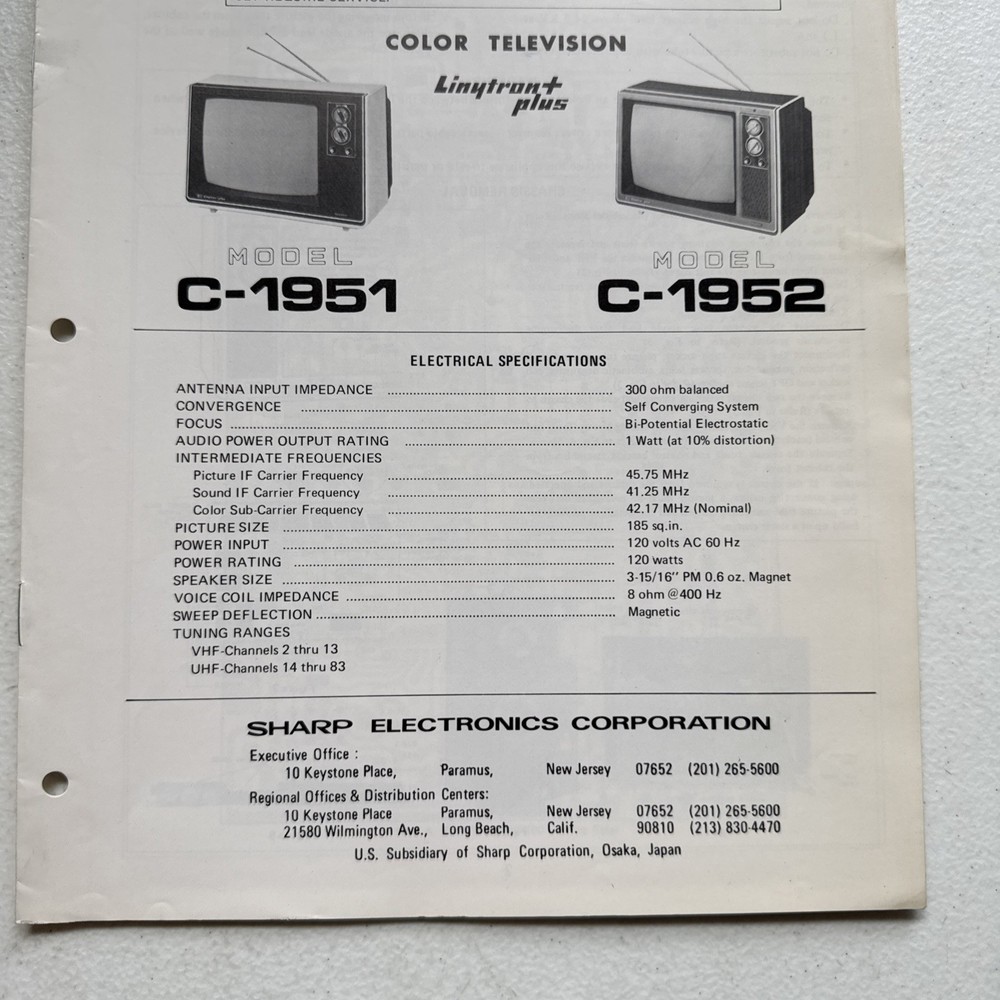 COLOR TELEVISION
Linytron plus
MODEL
C-1951
MODEL
C-1952
ELECTRICAL SPECIFICATIONS
ANTENNA INPUT IMPEDANCE ........ 300 ohm balanced
CONVERGENCE ........ Self Converging System
FOCUS ........ Bi-Potential Electrostatic
AUDIO POWER OUTPUT RATING ........ 1 Watt (at 10% distortion)
INTERMEDIATE FREQUENCIES
Picture IF Carrier Frequency ........ 45.75 MHz
Sound IF Carrier Frequency ........ 41.25 MHz
Color Sub-Carrier Frequency ........ 42.17 MHz (Nominal)
PICTURE SIZE ........ 185 sq.in.
POWER INPUT ........ 120 volts AC 60 Hz
POWER RATING ........ 120 watts
SPEAKER SIZE ........ 3-15/16" PM 0.6 oz. Magnet
VOICE COIL IMPEDANCE ........ 8 ohm @400 Hz
SWEEP DEFLECTION ........ Magnetic
TUNING RANGES
VHF-Channels 2 thru 13
UHF-Channels 14 thru 83
SHARP ELECTRONICS CORPORATION
Executive Office :
10 Keystone Place, Paramus, New Jersey 07652 (201) 265-5600
Regional Offices & Distribution Centers:
10 Keystone Place Paramus, New Jersey 07652 (201) 265-5600
21580 Wilmington Ave., Long Beach, Calif. 90810 (213) 830-4470
U.S. Subsidiary of Sharp Corporation, Osaka, Japan